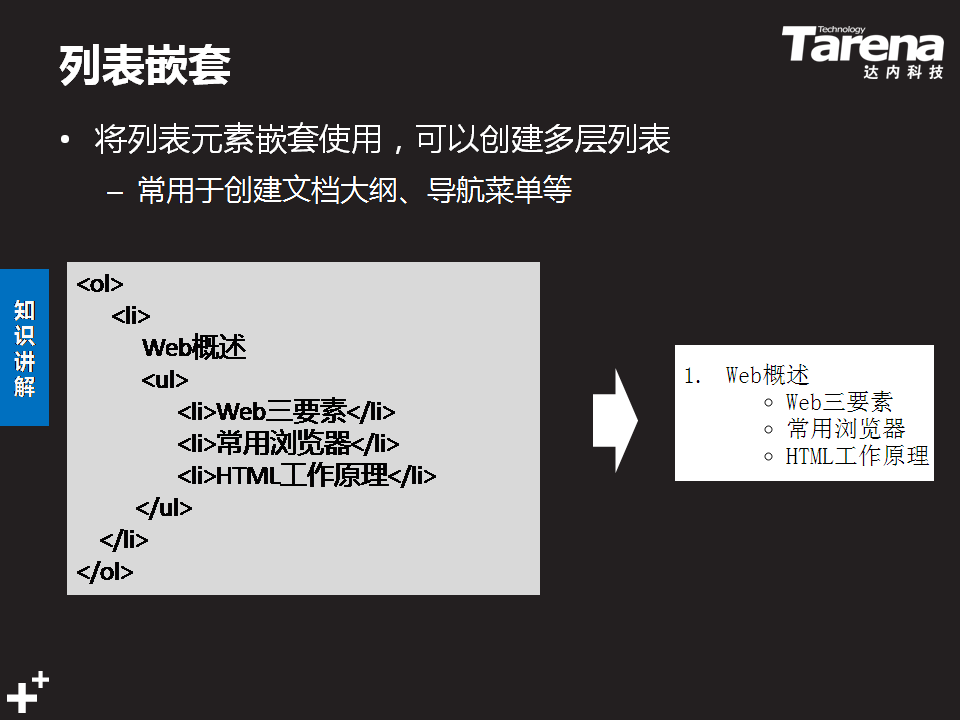 列表嵌套
Technology
Tarena
达内科技
• 将列表元素嵌套使用，可以创建多层列表
– 常用于创建文档大纲、导航菜单等
知识讲解
<ol>
<li>
Web概述
<ul>
<li>Web三要素</li>
<li>常用浏览器</li>
<li>HTML工作原理</li>
</ul>
</li>
</ol>
1. Web概述
○ Web三要素
○ 常用浏览器
○ HTML工作原理